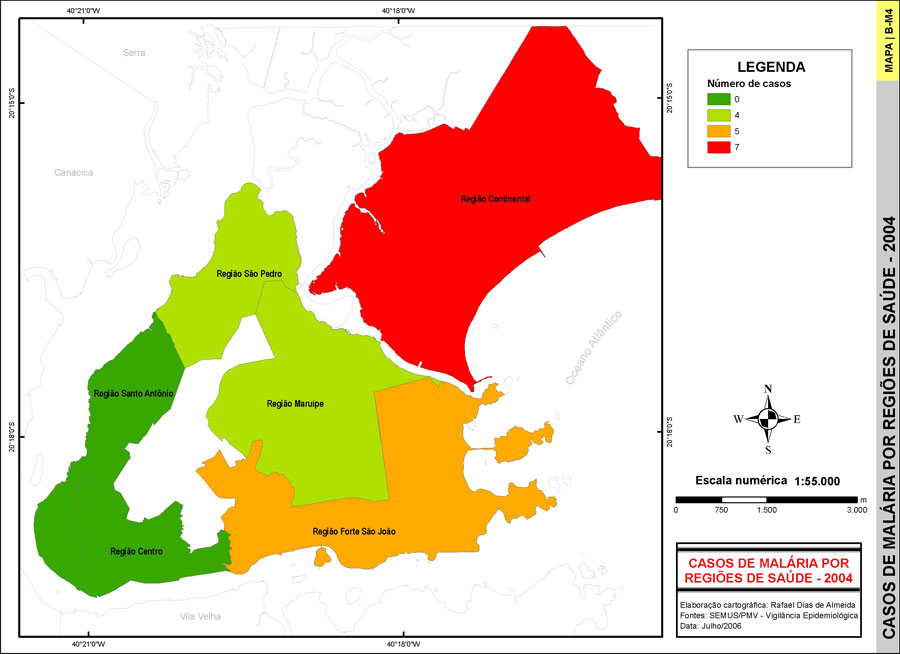 40°21'0"W
40°18'0"W
20°15'0"S
20°15'0"S
20°18'0"S
20°18'0"S
40°21'0"W
40°18'0"W
Serra
Cariacica
Região Continental
Região São Pedro
Oceano Atlântico
Região Santo Antônio
Região Maruípe
Região Forte São João
Região Centro
Vila Velha
LEGENDA
Número de casos
0
4
5
7
N
W E
S
Escala numérica 1:55.000
m
0 750 1.500 3.000
CASOS DE MALÁRIA POR
REGIÕES DE SAÚDE - 2004
Elaboração cartográfica: Rafael Dias de Almeida
Fontes: SEMUS/PMV - Vigilância Epidemiológica
Data: Julho/2006
MAPA | B-M4
CASOS DE MALÁRIA POR REGIÕES DE SAÚDE - 2004